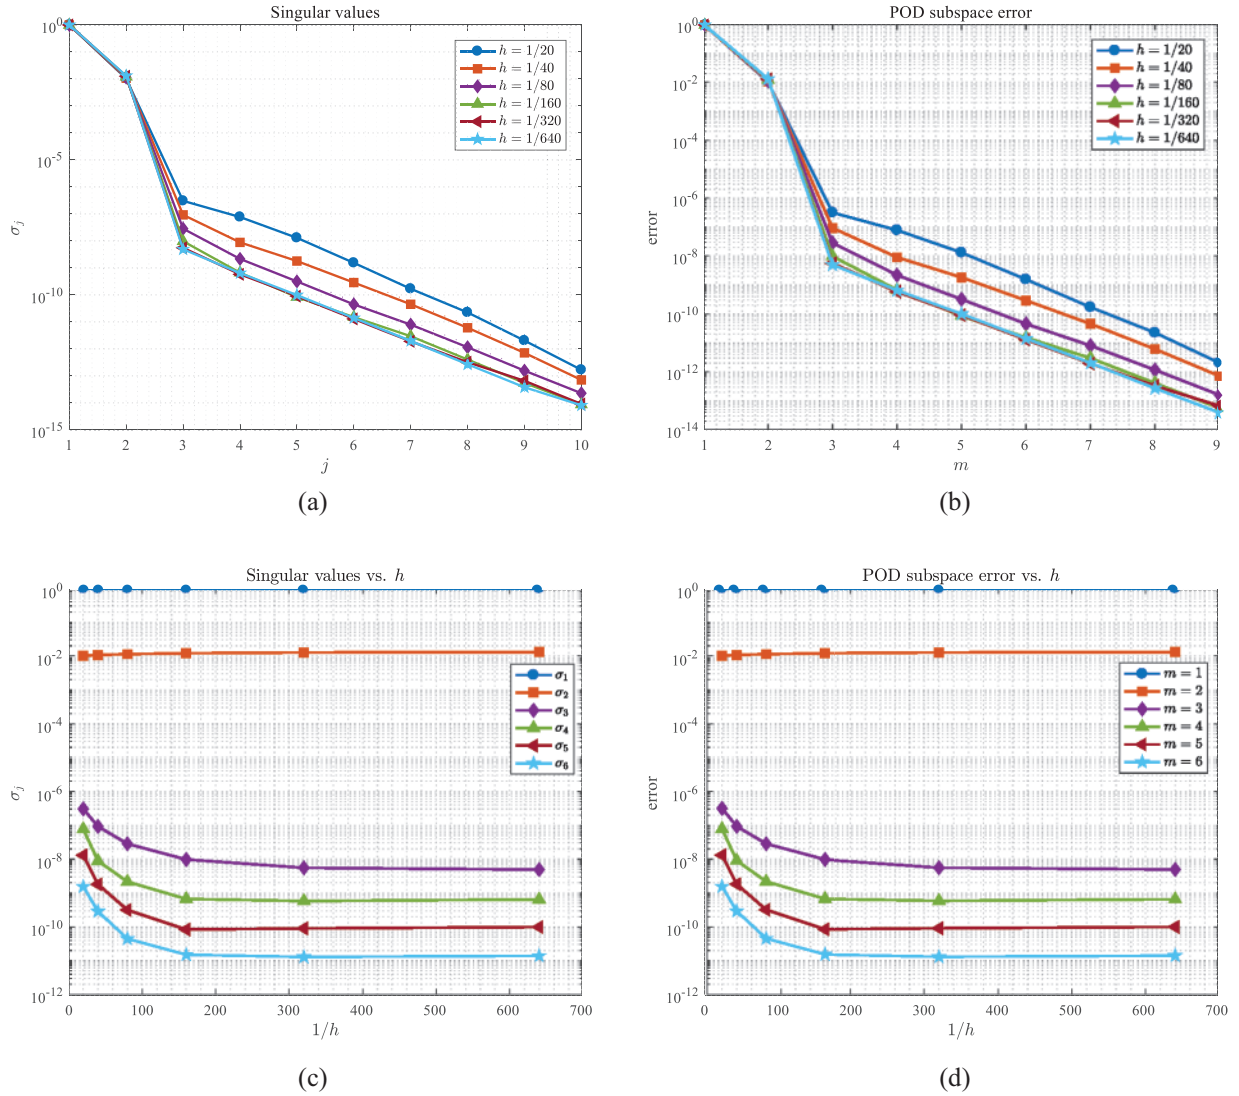 Singular values
10^0
10^-5
10^-10
10^-15
σ_j
1 2 3 4 5 6 7 8 9 10
j
h = 1/20
h = 1/40
h = 1/80
h = 1/160
h = 1/320
h = 1/640
(a)
POD subspace error
10^0
10^-2
10^-4
10^-6
10^-8
10^-10
10^-12
10^-14
error
1 2 3 4 5 6 7 8 9
m
h = 1/20
h = 1/40
h = 1/80
h = 1/160
h = 1/320
h = 1/640
(b)
Singular values vs. h
10^0
10^-2
10^-4
10^-6
10^-8
10^-10
10^-12
σ_j
0 100 200 300 400 500 600 700
1/h
σ_1
σ_2
σ_3
σ_4
σ_5
σ_6
(c)
POD subspace error vs. h
10^0
10^-2
10^-4
10^-6
10^-8
10^-10
10^-12
error
0 100 200 300 400 500 600 700
1/h
m = 1
m = 2
m = 3
m = 4
m = 5
m = 6
(d)